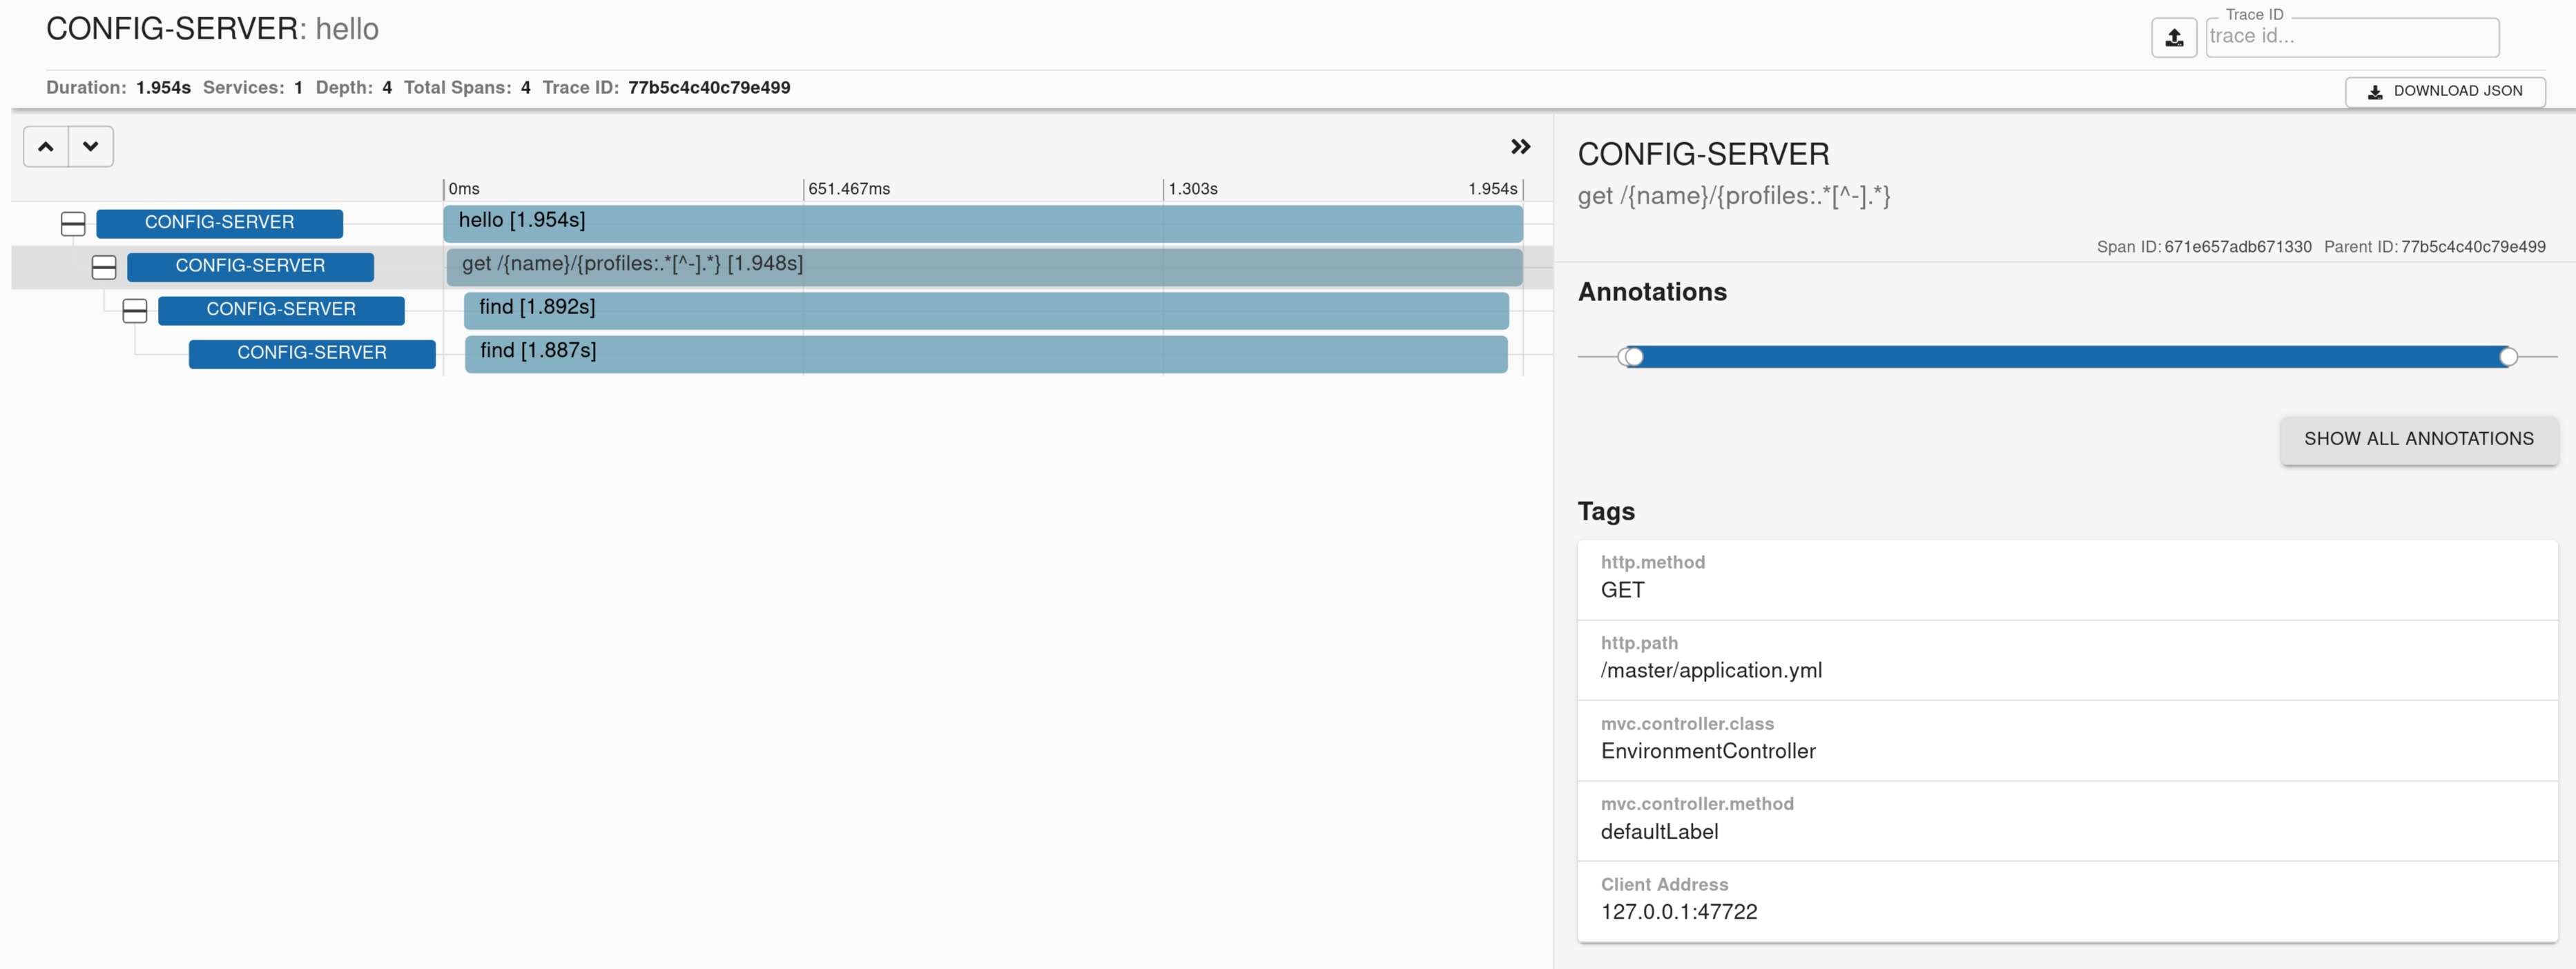 CONFIG-SERVER: hello
Trace ID
trace id...
Duration: 1.954s Services: 1 Depth: 4 Total Spans: 4 Trace ID: 77b5c4c40c79e499
DOWNLOAD JSON
0ms 651.467ms 1.303s 1.954s
CONFIG-SERVER hello [1.954s]
CONFIG-SERVER get /{name}/{profiles:.*[^-].*} [1.948s]
CONFIG-SERVER find [1.892s]
CONFIG-SERVER find [1.887s]
CONFIG-SERVER
get /{name}/{profiles:.*[^-].*}
Span ID: 671e657adb671330 Parent ID: 77b5c4c40c79e499
Annotations
SHOW ALL ANNOTATIONS
Tags
http.method
GET
http.path
/master/application.yml
mvc.controller.class
EnvironmentController
mvc.controller.method
defaultLabel
Client Address
127.0.0.1:47722